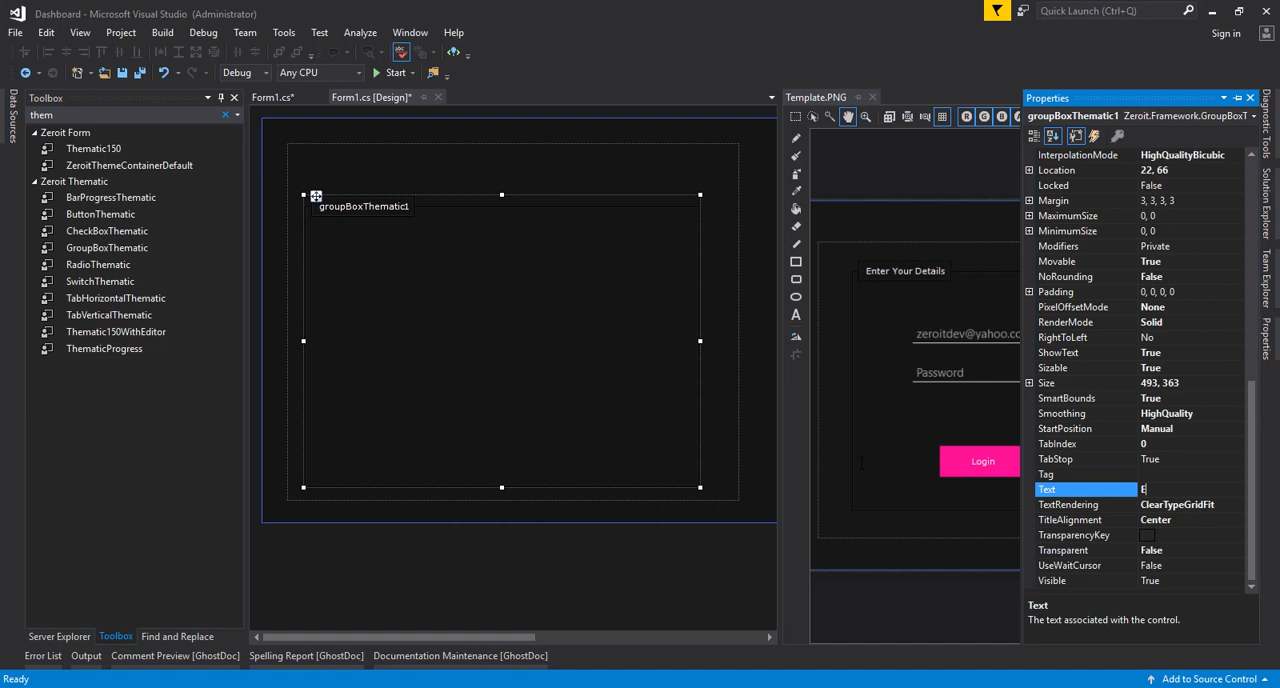 Dashboard - Microsoft Visual Studio (Administrator)
Quick Launch (Ctrl+Q)
File Edit View Project Build Debug Team Tools Test Analyze Window Help
Sign in
Debug Any CPU Start
Data Sources
Toolbox
them
Zeroit Form
Thematic150
ZeroitThemeContainerDefault
Zeroit Thematic
BarProgressThematic
ButtonThematic
CheckBoxThematic
GroupBoxThematic
RadioThematic
SwitchThematic
TabHorizontalThematic
TabVerticalThematic
Thematic150WithEditor
ThematicProgress
Form1.cs* Form1.cs [Design]*
groupBoxThematic1
Template.PNG
R G B
Enter Your Details
zeroitdev@yahoo.co
Password
Login
Properties
groupBoxThematic1 Zeroit.Framework.GroupBoxT
InterpolationMode HighQualityBicubic
Location 22, 66
Locked False
Margin 3, 3, 3, 3
MaximumSize 0, 0
MinimumSize 0, 0
Modifiers Private
Movable True
NoRounding False
Padding 0, 0, 0, 0
PixelOffsetMode None
RenderMode Solid
RightToLeft No
ShowText True
Sizable True
Size 493, 363
SmartBounds True
Smoothing HighQuality
StartPosition Manual
TabIndex 0
TabStop True
Tag
Text E
TextRendering ClearTypeGridFit
TitleAlignment Center
TransparencyKey
Transparent False
UseWaitCursor False
Visible True
Text
The text associated with the control.
Diagnostic Tools
Solution Explorer
Team Explorer
Properties
Server Explorer Toolbox Find and Replace
Error List Output Comment Preview [GhostDoc] Spelling Report [GhostDoc] Documentation Maintenance [GhostDoc]
Ready
Add to Source Control